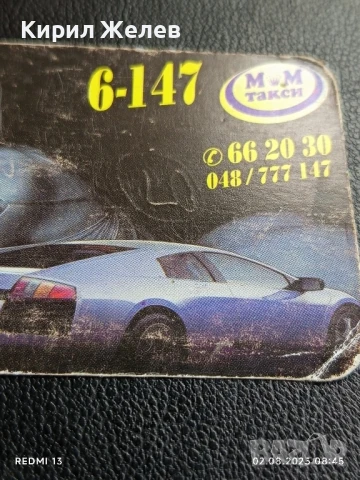 Кирил Желев
6-147
М и М
такси
✆ 66 20 30
048/777 147
REDMI 13
02.08.2025 08:45